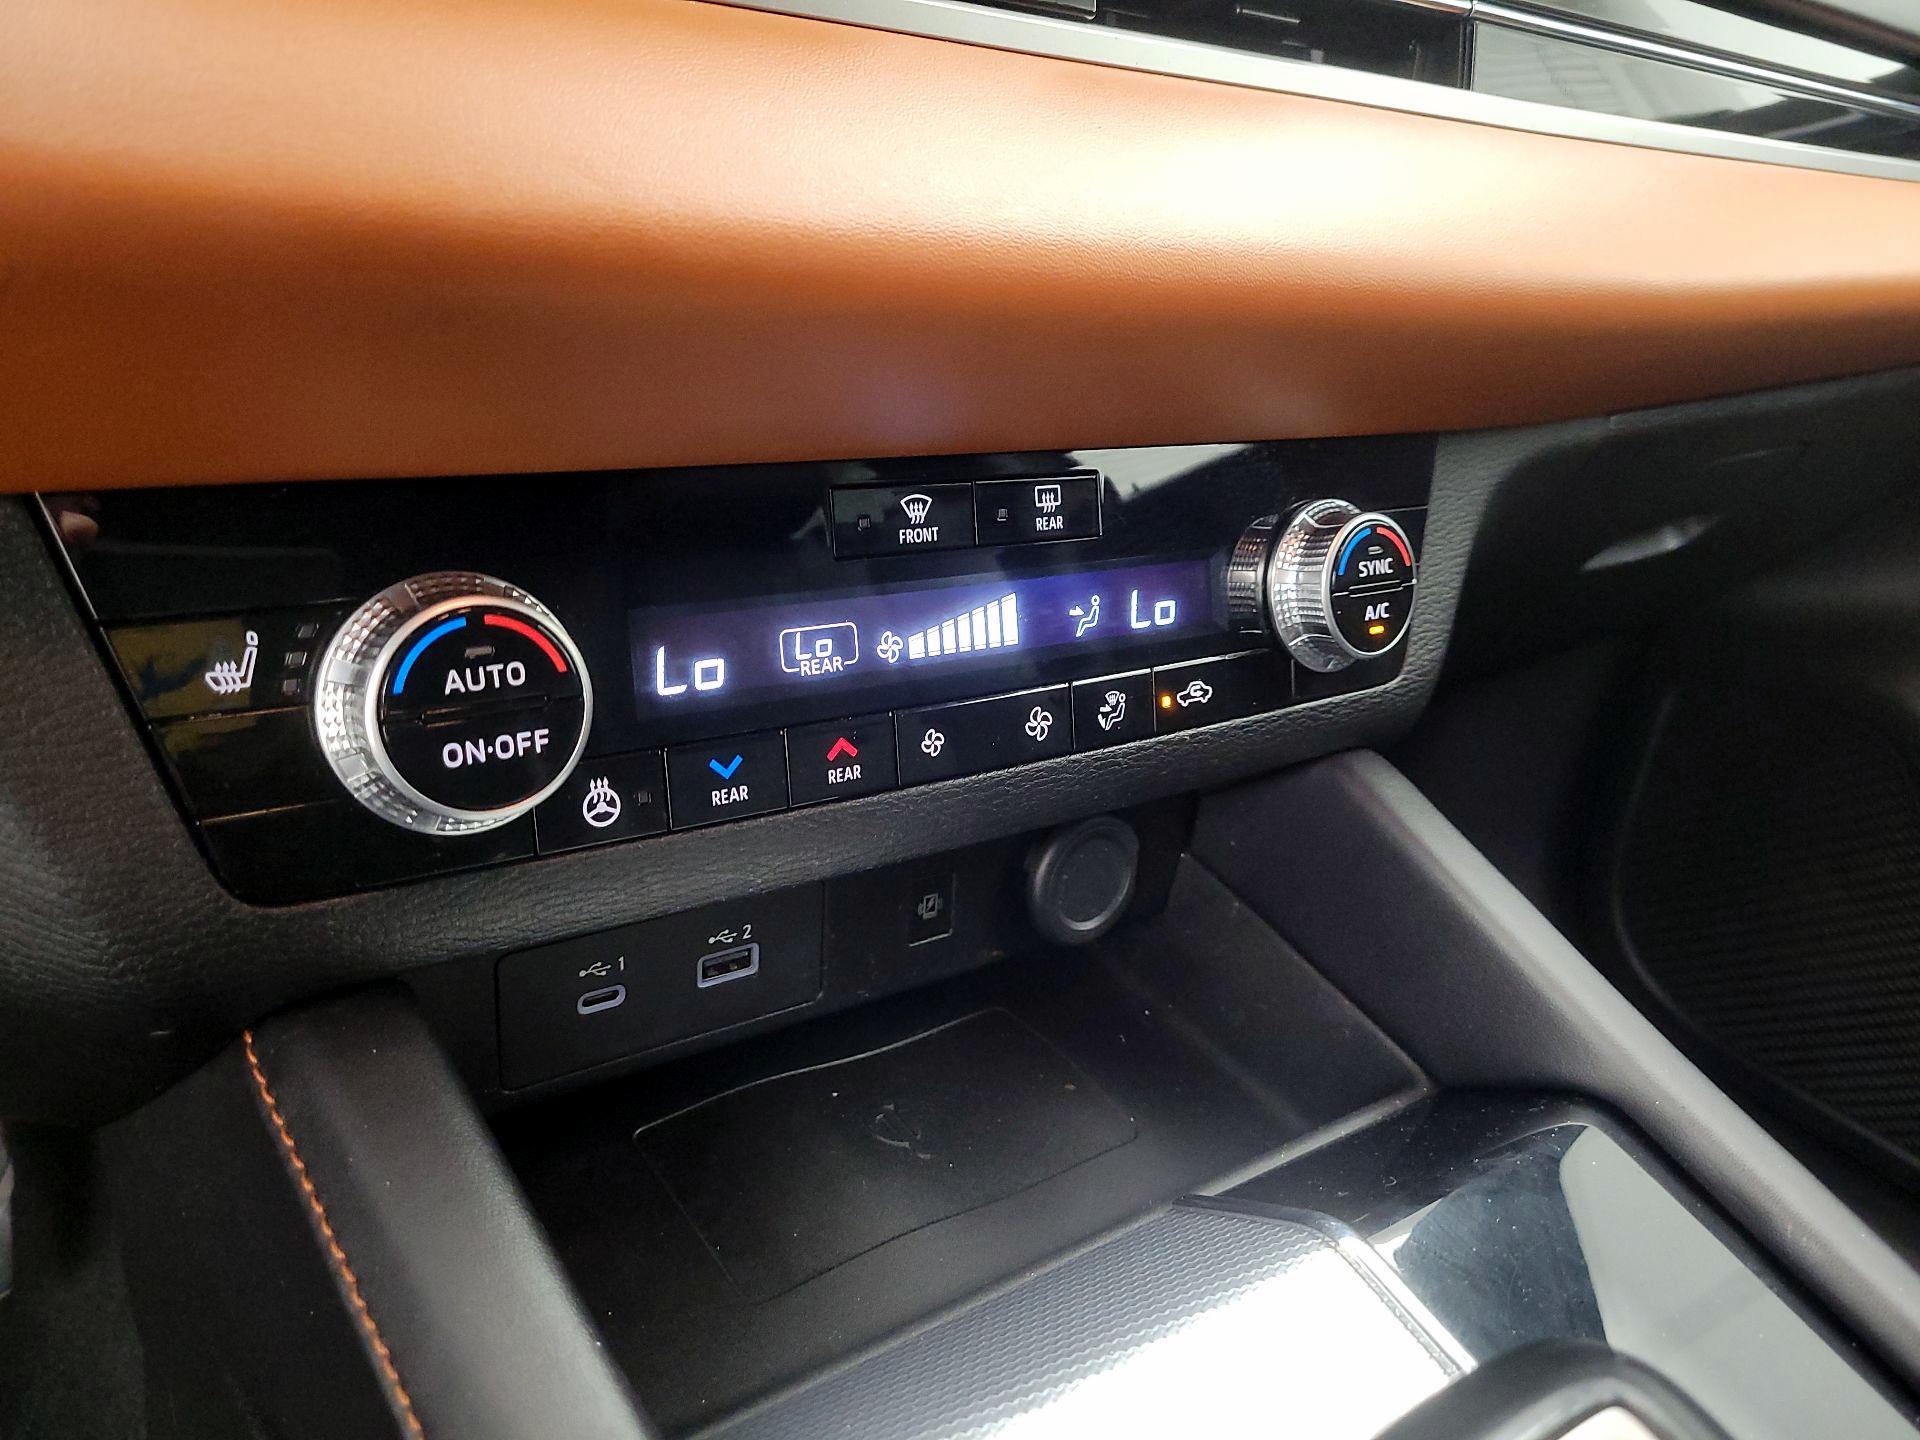 FRONT
REAR
SYNC
A/C
AUTO
ON·OFF
Lo
Lo
REAR
Lo
REAR
REAR
1
2